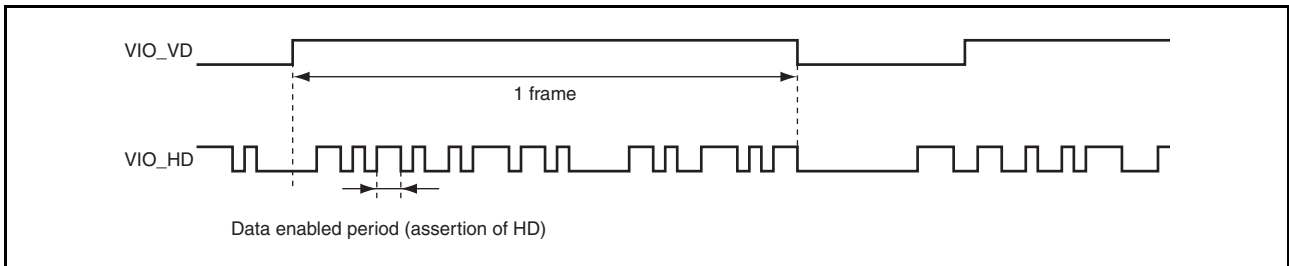 VIO_VD
1 frame
VIO_HD
Data enabled period (assertion of HD)